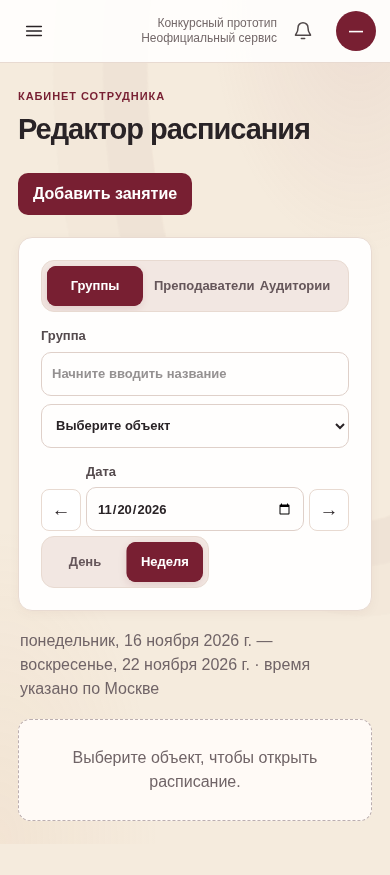 Конкурсный прототип
Неофициальный сервис
—
КАБИНЕТ СОТРУДНИКА
Редактор расписания
Добавить занятие
Группы Преподаватели Аудитории
Группа
Начните вводить название
Выберите объект
Дата
← 11/20/2026 →
День Неделя
понедельник, 16 ноября 2026 г. —
воскресенье, 22 ноября 2026 г. · время
указано по Москве
Выберите объект, чтобы открыть
расписание.